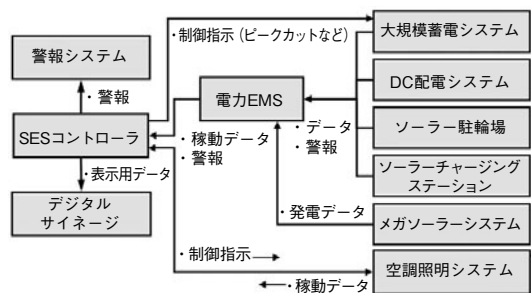 ・制御指示（ピークカットなど）
大規模蓄電システム
警報システム
・警報
電力EMS
DC配電システム
SESコントローラ
・稼動データ
・警報
・データ
・警報
ソーラー駐輪場
・表示用データ
ソーラーチャージング
ステーション
デジタル
サイネージ
・発電データ
メガソーラーシステム
・制御指示
空調照明システム
・稼動データ